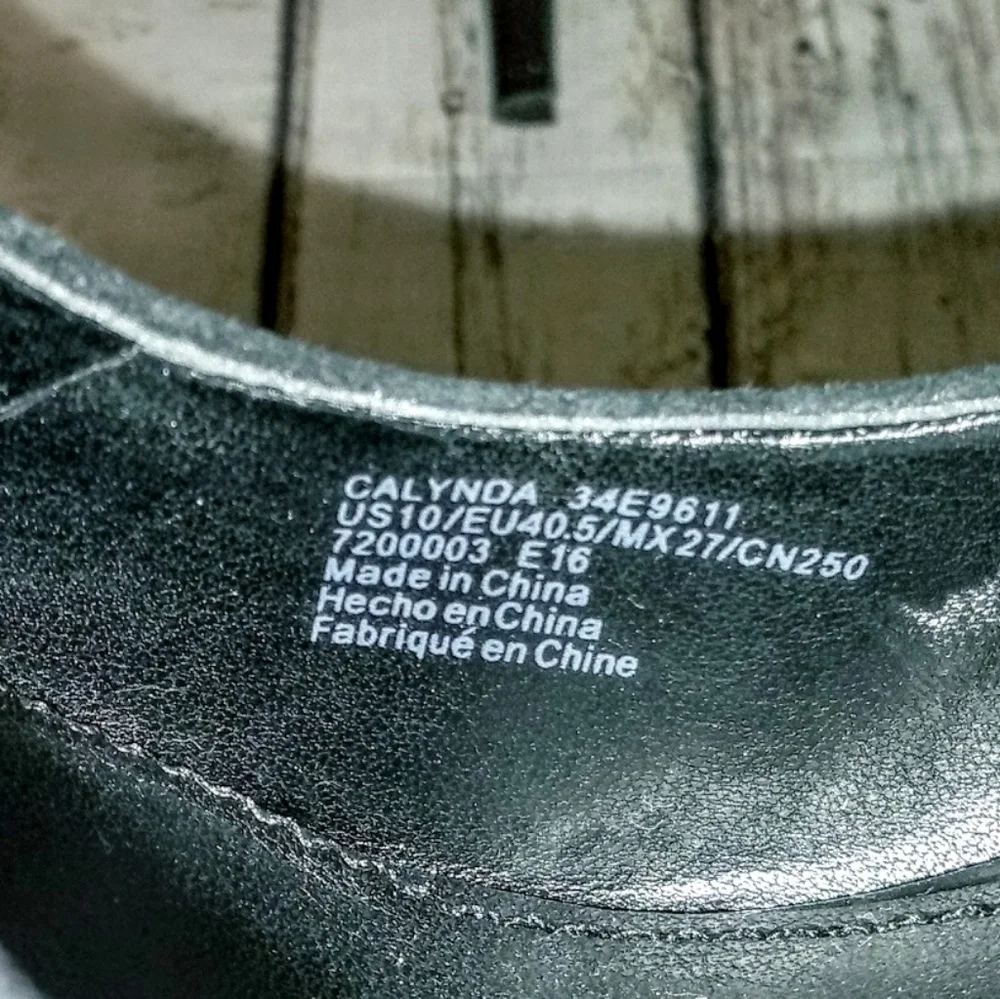 CALYNDA 34E9611
US10/EU40.5/MX27/CN250
7200003 E16
Made in China
Hecho en China
Fabriqué en Chine